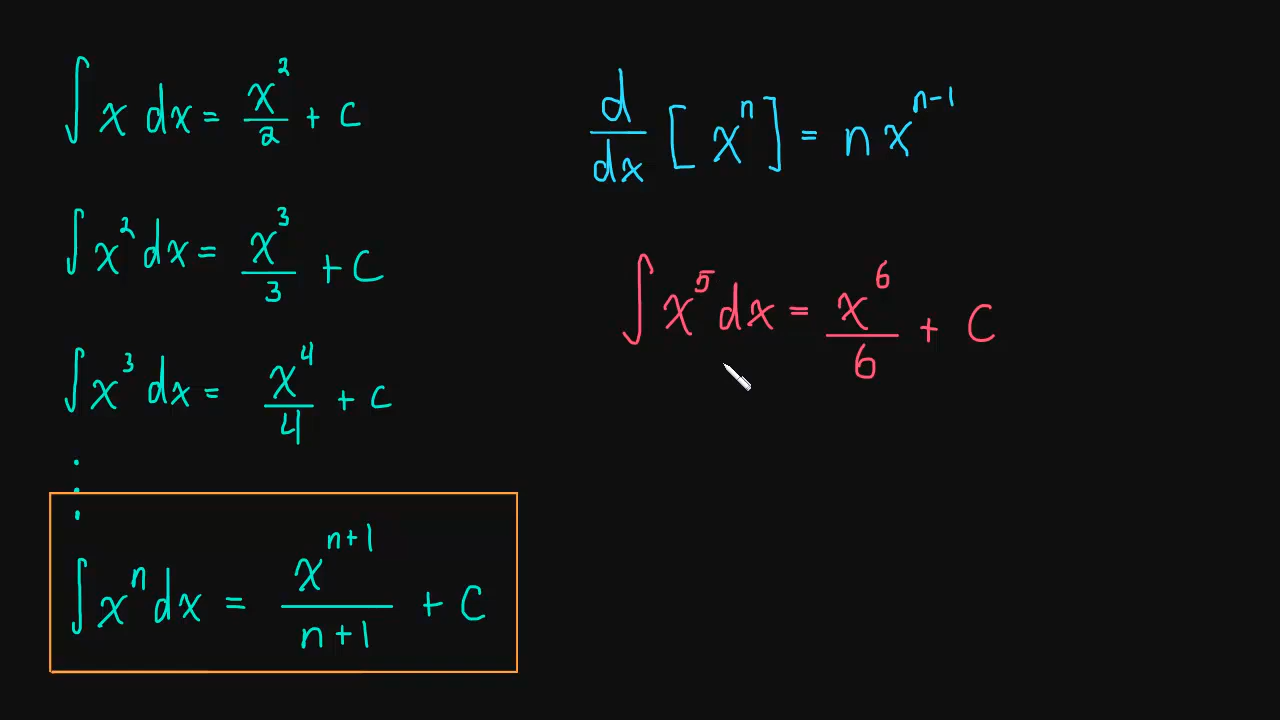 ∫ x dx = x²/2 + C
∫ x² dx = x³/3 + C
∫ x³ dx = x⁴/4 + C
⋮
∫ xⁿ dx = xⁿ⁺¹/(n+1) + C
d/dx [xⁿ] = nxⁿ⁻¹
∫ x⁵ dx = x⁶/6 + C